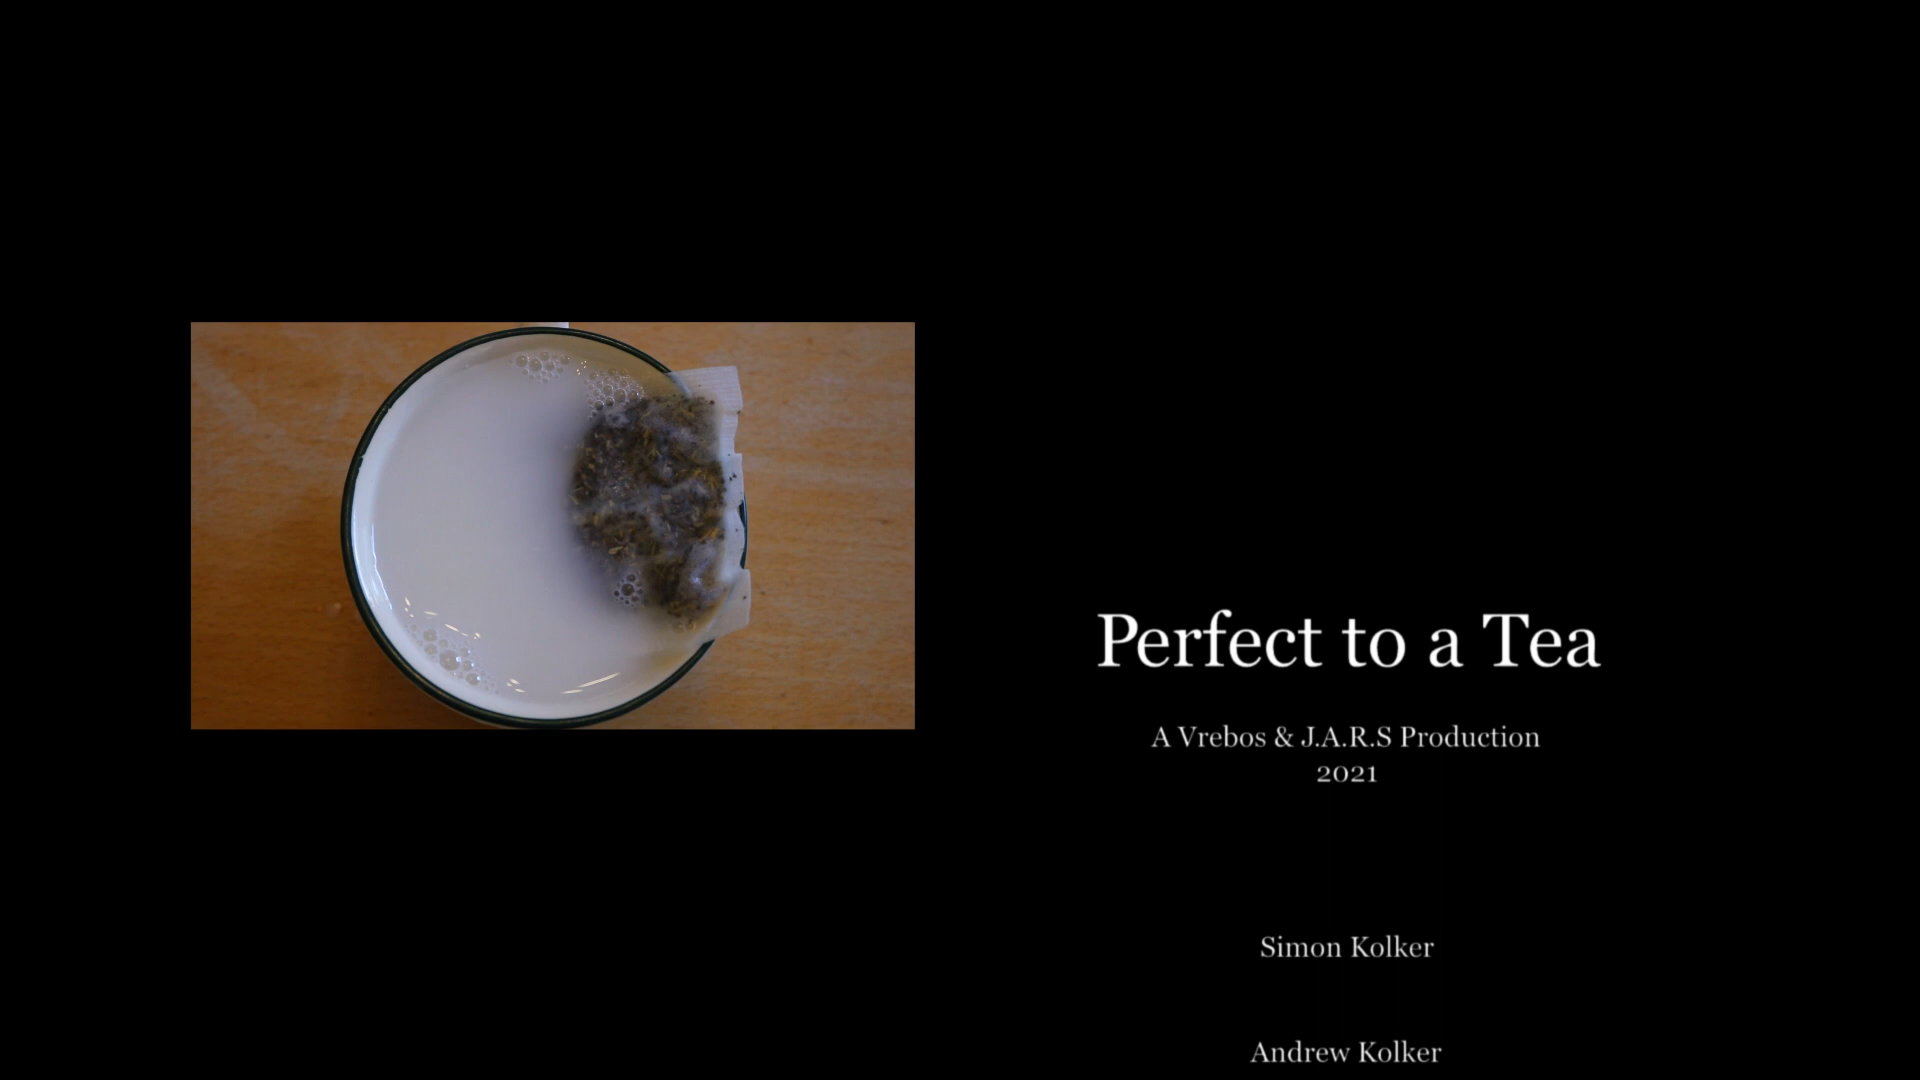 Perfect to a Tea
A Vrebos & J.A.R.S Production
2021
Simon Kolker
Andrew Kolker